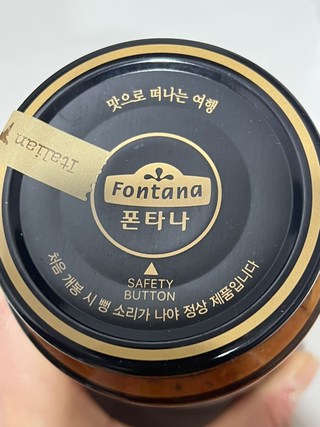 맛으로 떠나는 여행
Italian
Fontana
폰타나
SAFETY
BUTTON
처음 개봉 시 뻥 소리가 나야 정상 제품입니다